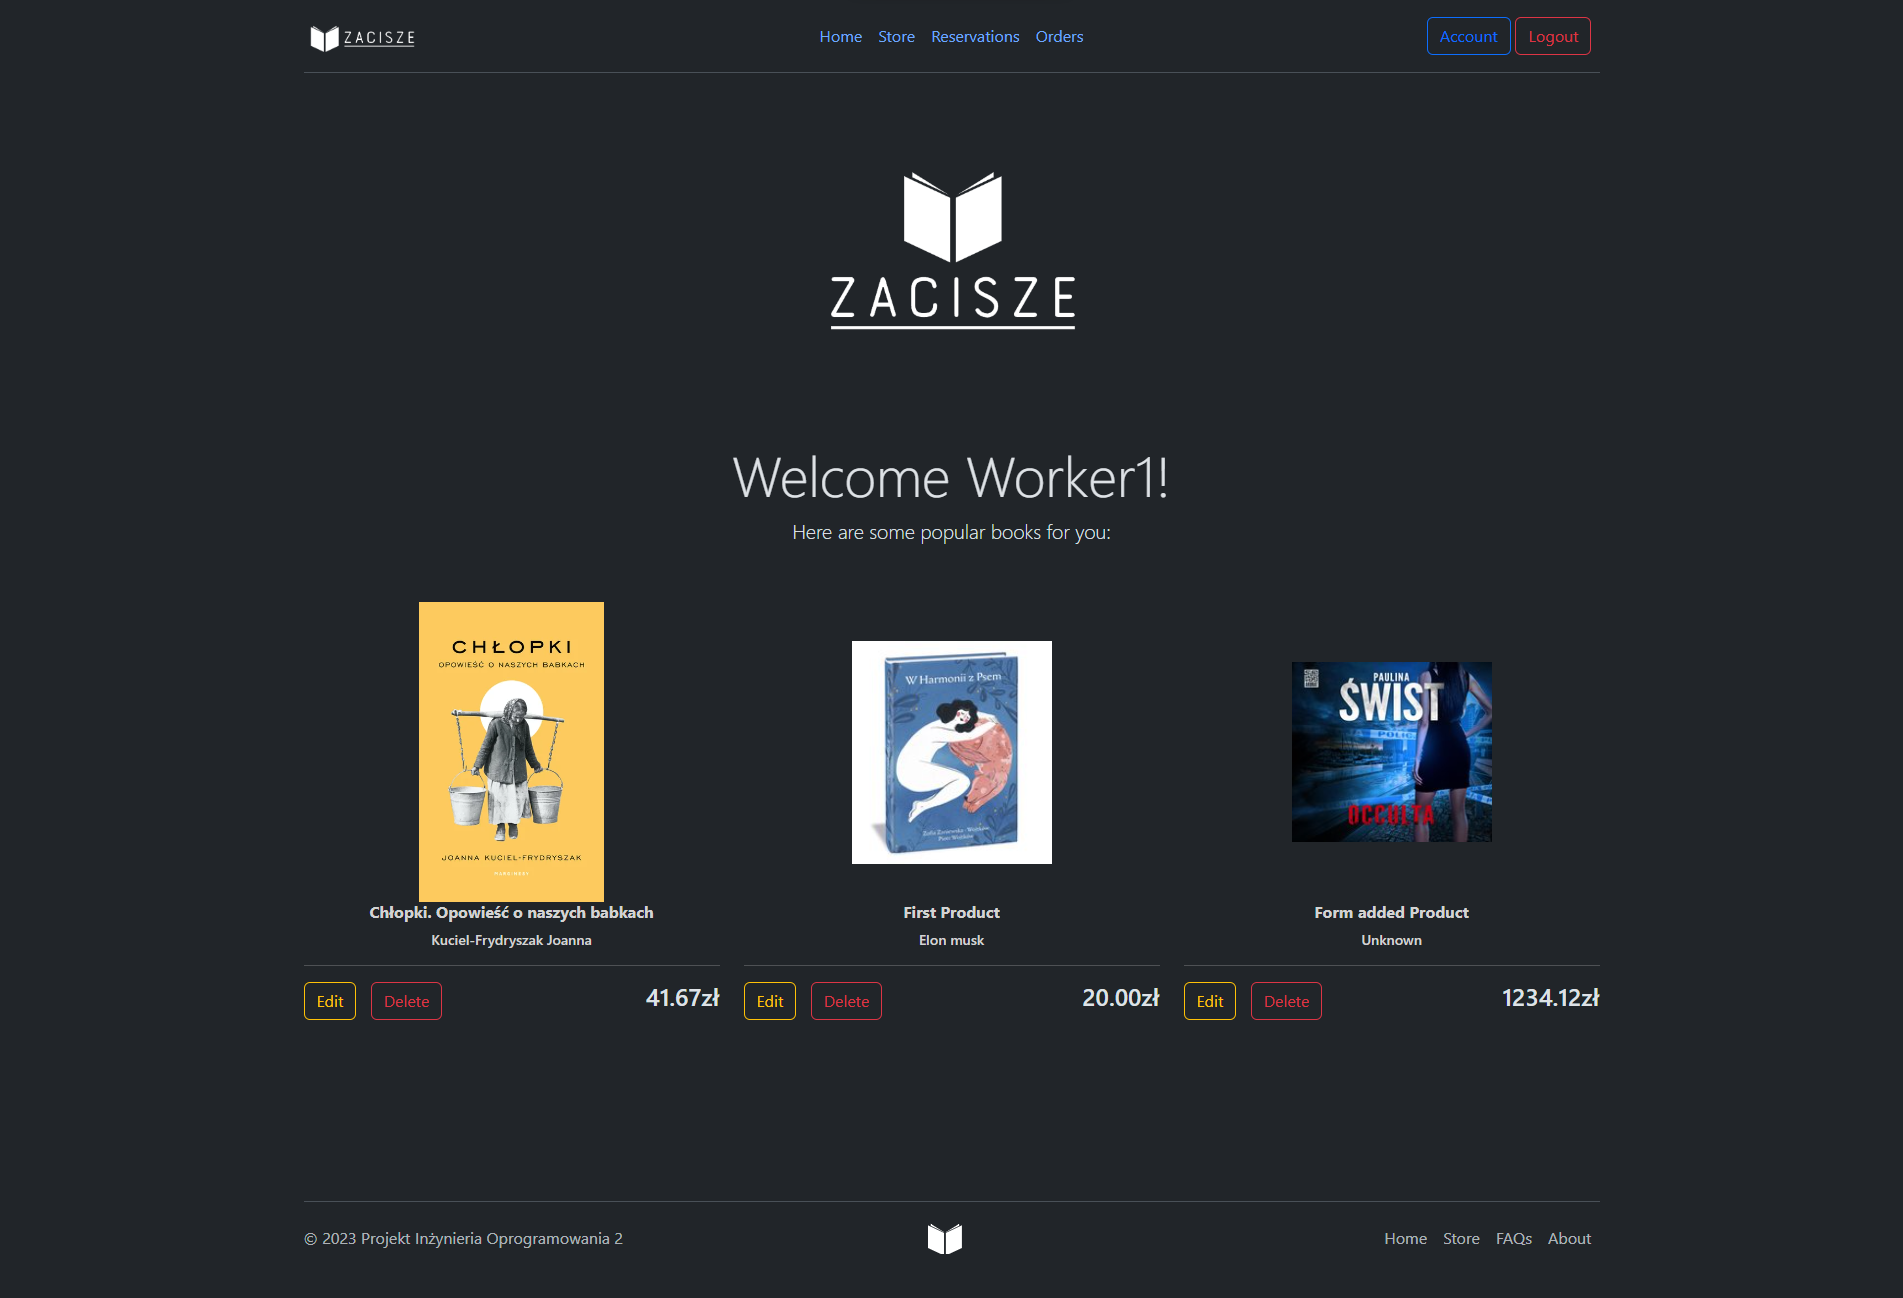 ZACISZE
Home Store Reservations Orders
Account Logout
ZACISZE
Welcome Worker1!
Here are some popular books for you:
CHŁOPKI
OPOWIEŚĆ O NASZYCH BABKACH
JOANNA KUCIEL-FRYDRYSZAK
MARGINESY
W Harmonii z Psem
PAULINA
ŚWIST
OCCULTA
Chłopki. Opowieść o naszych babkach
Kuciel-Frydryszak Joanna
Edit Delete 41.67zł
First Product
Elon musk
Edit Delete 20.00zł
Form added Product
Unknown
Edit Delete 1234.12zł
© 2023 Projekt Inżynieria Oprogramowania 2
Home Store FAQs About